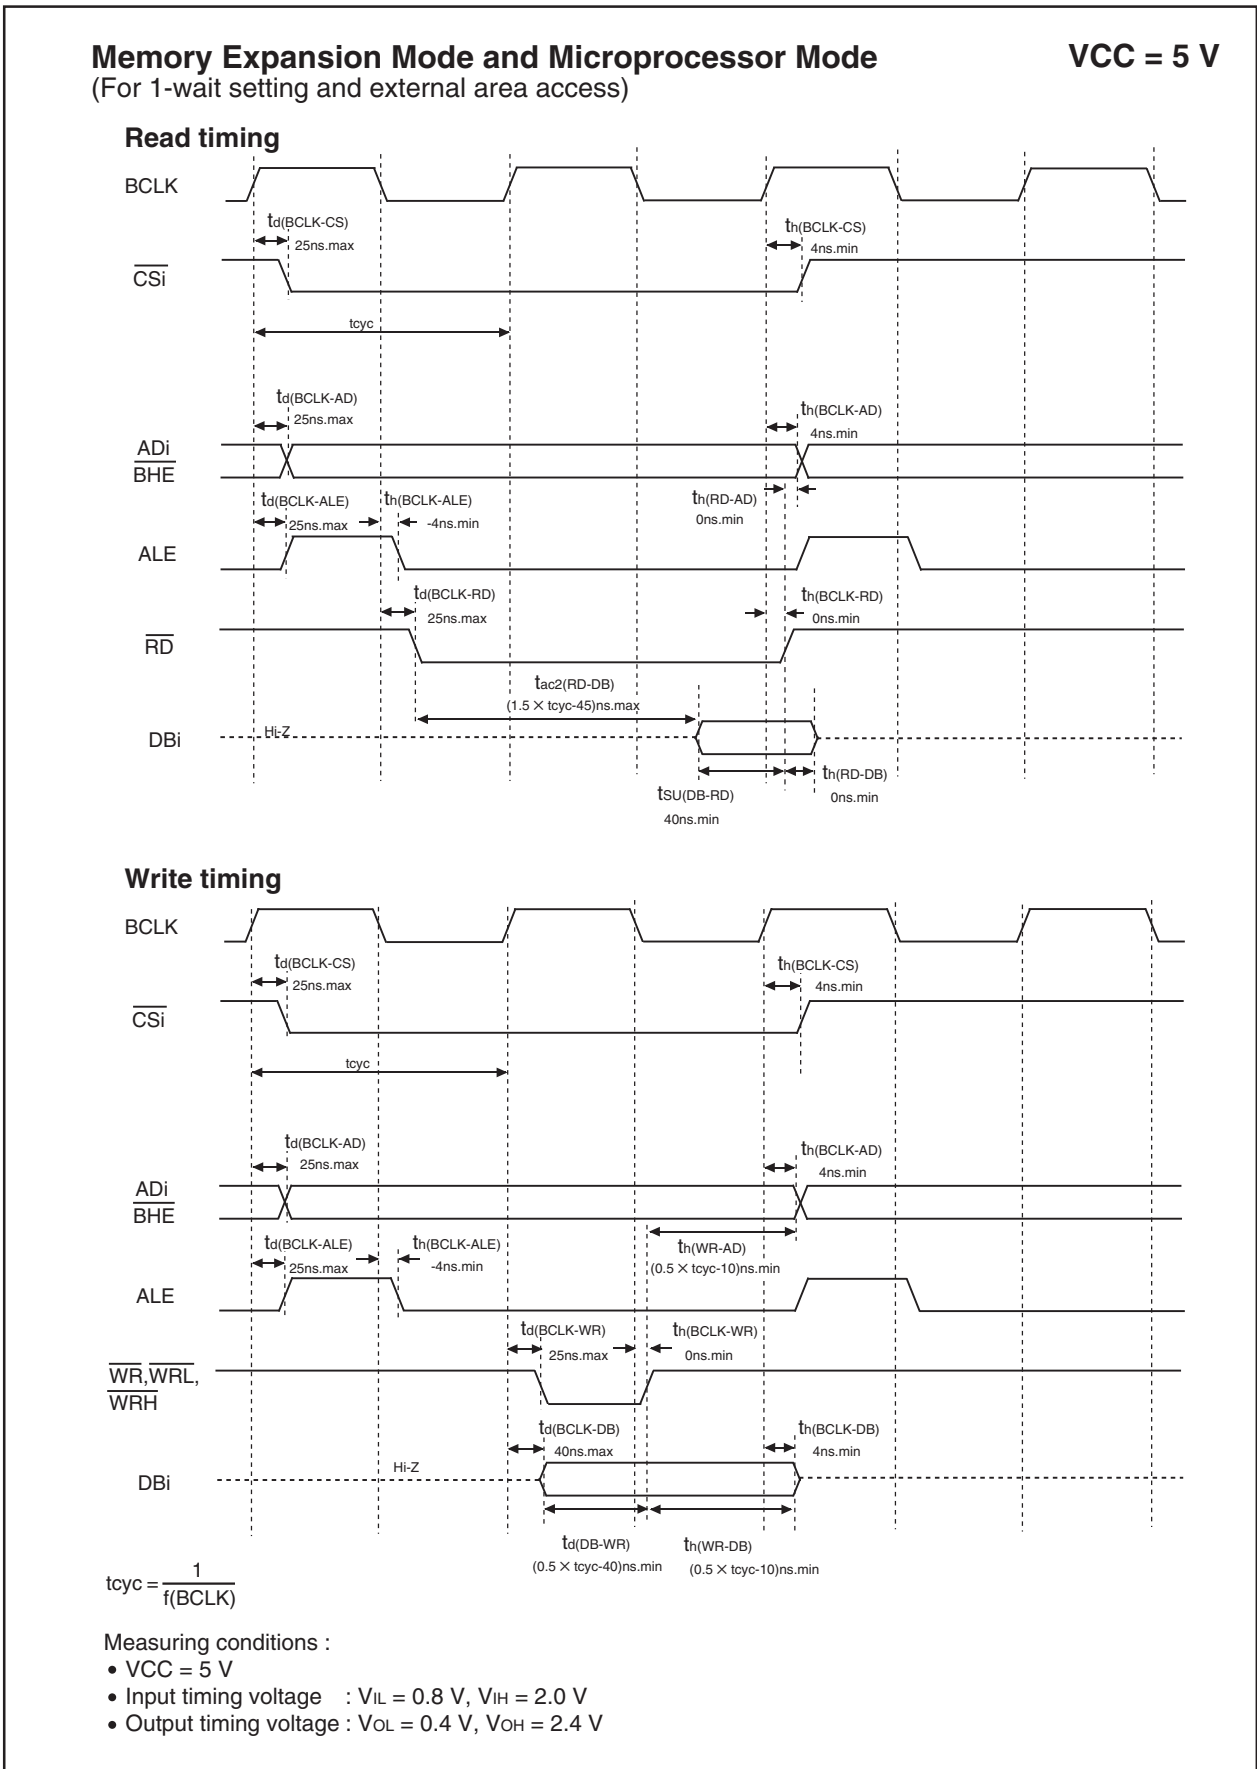 Memory Expansion Mode and Microprocessor Mode VCC = 5 V
(For 1-wait setting and external area access)
Read timing
BCLK
td(BCLK-CS)
25ns.max
th(BCLK-CS)
4ns.min
CSi
tcyc
td(BCLK-AD)
25ns.max
th(BCLK-AD)
4ns.min
ADi
BHE
td(BCLK-ALE)
25ns.max
th(BCLK-ALE)
-4ns.min
th(RD-AD)
0ns.min
ALE
td(BCLK-RD)
25ns.max
th(BCLK-RD)
0ns.min
RD
tac2(RD-DB)
(1.5 × tcyc-45)ns.max
DBi
Hi-Z
tSU(DB-RD)
40ns.min
th(RD-DB)
0ns.min
Write timing
BCLK
td(BCLK-CS)
25ns.max
th(BCLK-CS)
4ns.min
CSi
tcyc
td(BCLK-AD)
25ns.max
th(BCLK-AD)
4ns.min
ADi
BHE
td(BCLK-ALE)
25ns.max
th(BCLK-ALE)
-4ns.min
th(WR-AD)
(0.5 × tcyc-10)ns.min
ALE
td(BCLK-WR)
25ns.max
th(BCLK-WR)
0ns.min
WR,WRL,
WRH
td(BCLK-DB)
40ns.max
th(BCLK-DB)
4ns.min
Hi-Z
DBi
td(DB-WR)
(0.5 × tcyc-40)ns.min
th(WR-DB)
(0.5 × tcyc-10)ns.min
tcyc = 1
f(BCLK)
Measuring conditions :
• VCC = 5 V
• Input timing voltage : VIL = 0.8 V, VIH = 2.0 V
• Output timing voltage : VOL = 0.4 V, VOH = 2.4 V